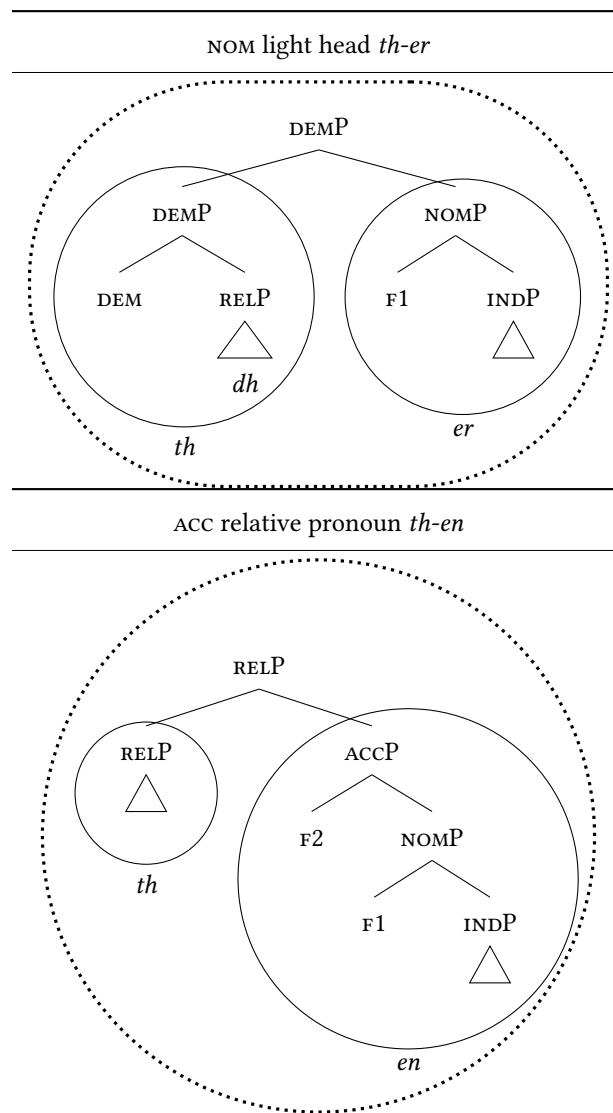 NOM light head th-er
DEMP
DEMP NOMP
DEM RELP F1 INDP
dh
th er
ACC relative pronoun th-en
RELP
RELP ACCP
F2 NOMP
th
F1 INDP
en